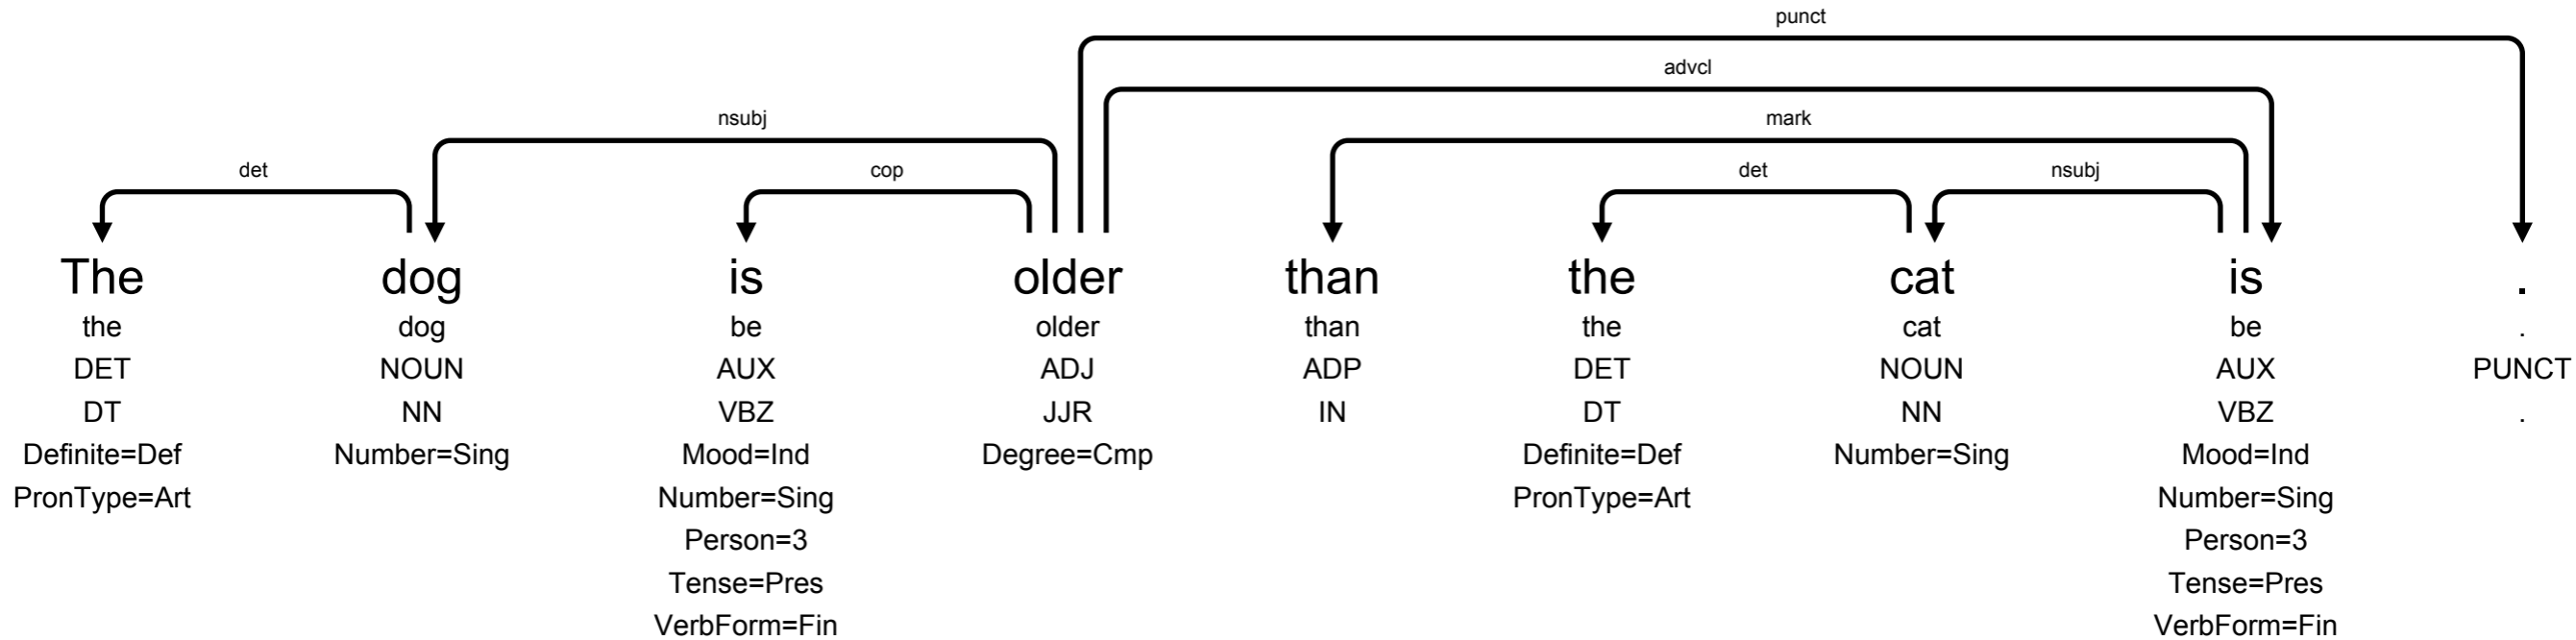 punct
advcl
nsubj mark
det cop det nsubj
The dog is older than the cat is .
the dog be older than the cat be .
DET NOUN AUX ADJ ADP DET NOUN AUX PUNCT
DT NN VBZ JJR IN DT NN VBZ .
Definite=Def Number=Sing Mood=Ind Degree=Cmp Definite=Def Number=Sing Mood=Ind
PronType=Art Number=Sing PronType=Art Number=Sing
Person=3 Person=3
Tense=Pres Tense=Pres
VerbForm=Fin VerbForm=Fin